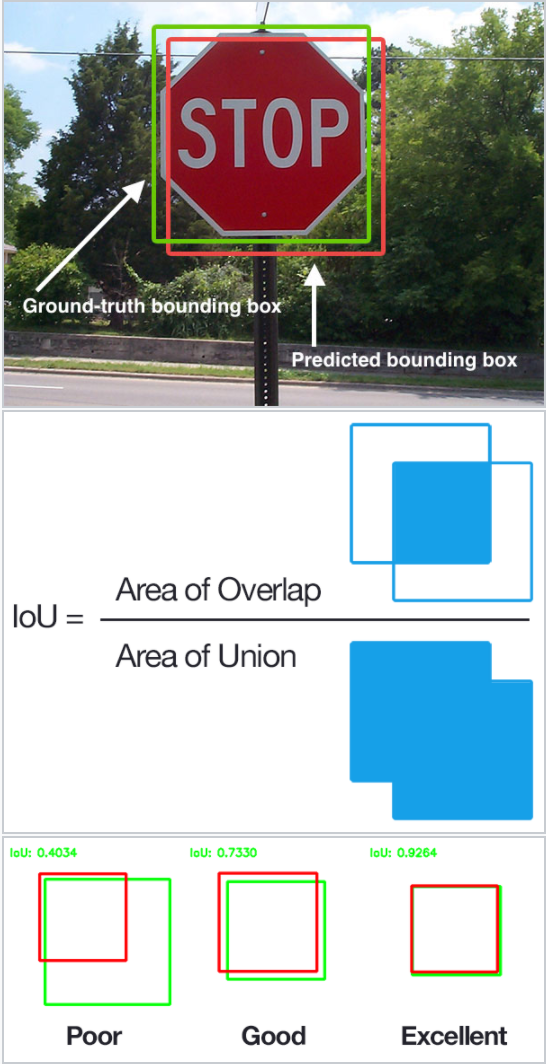 STOP
Ground-truth bounding box
Predicted bounding box
IoU =
Area of Overlap
Area of Union
IoU: 0.4034
IoU: 0.7330
IoU: 0.9264
Poor
Good
Excellent